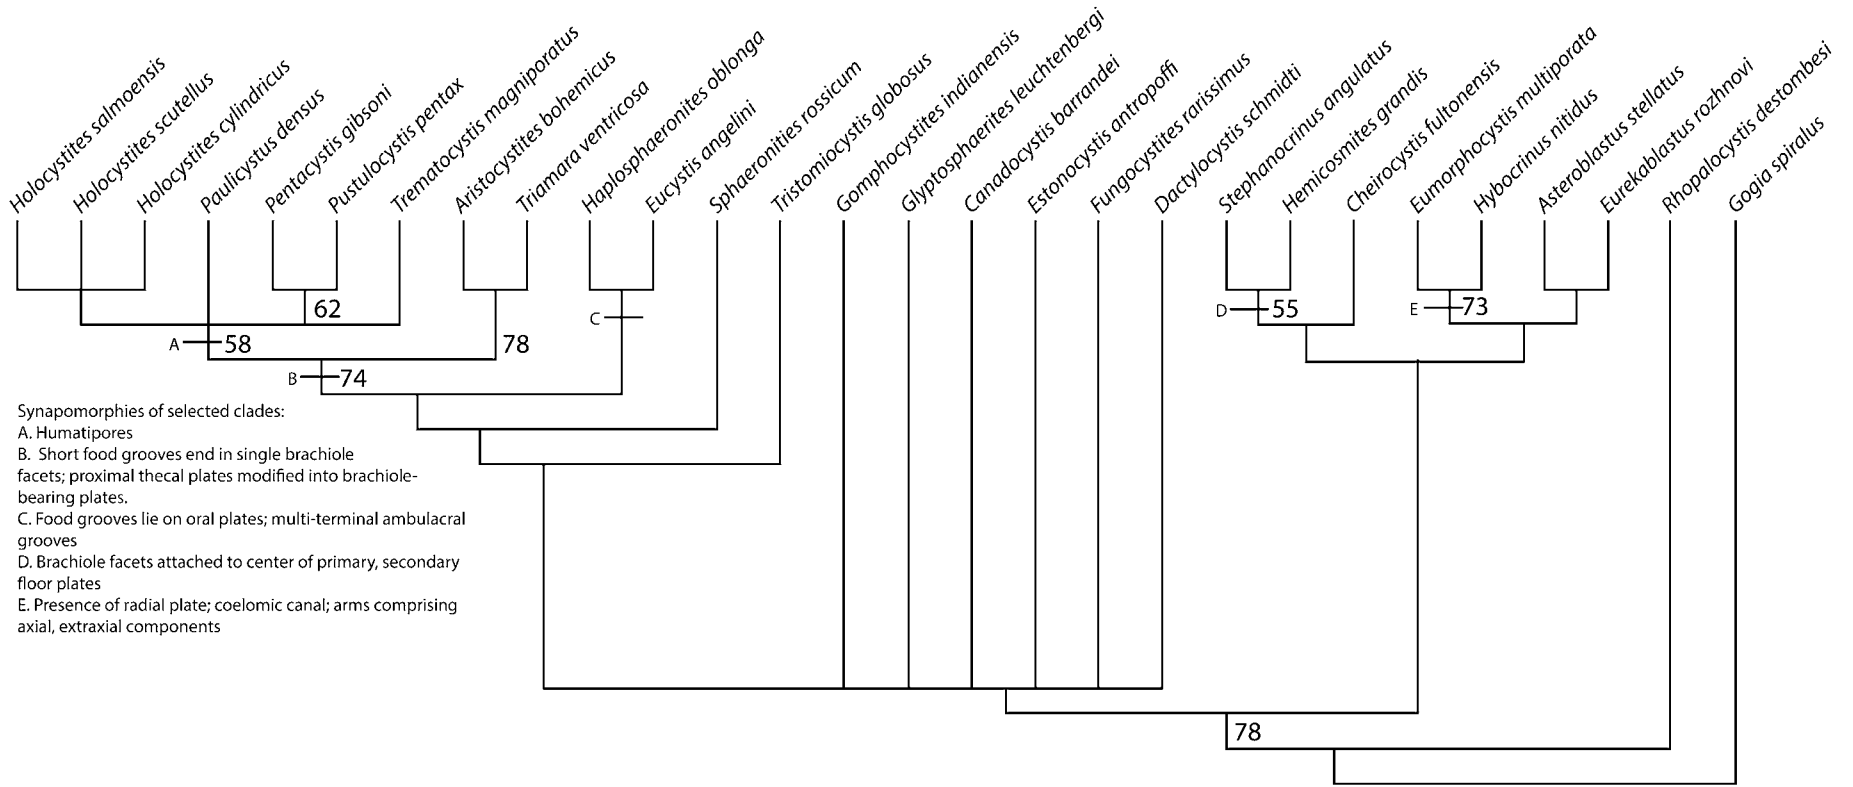 Holocystites salmoensis
Holocystites scutellus
Holocystites cylindricus
Paulicystus densus
Pentacystis gibsoni
Pustulocystis pentax
Trematocystis magniporatus
Aristocystites bohemicus
Triamara ventricosa
Haplosphaeronites oblonga
Eucystis angelini
Sphaeronities rossicum
Tristomiocystis globosus
Gomphocystites indianensis
Glyptosphaerites leuchtenbergi
Canadocystis barrandei
Estonocystis antropoffi
Fungocystites rarissimus
Dactylocystis schmidti
Stephanocrinus angulatus
Hemicosmites grandis
Cheirocystis fultonensis
Eumorphocystis multiporata
Hybocrinus nitidus
Asteroblastus stellatus
Eurekablastus rozhnovi
Rhopalocystis destombesi
Gogia spiralus
62
D 55
E 73
C
A 58
78
B 74
Synapomorphies of selected clades:
A. Humatipores
B. Short food grooves end in single brachiole
facets; proximal thecal plates modified into brachiole-
bearing plates.
C. Food grooves lie on oral plates; multi-terminal ambulacral
grooves
D. Brachiole facets attached to center of primary, secondary
floor plates
E. Presence of radial plate; coelomic canal; arms comprising
axial, extraxial components
78